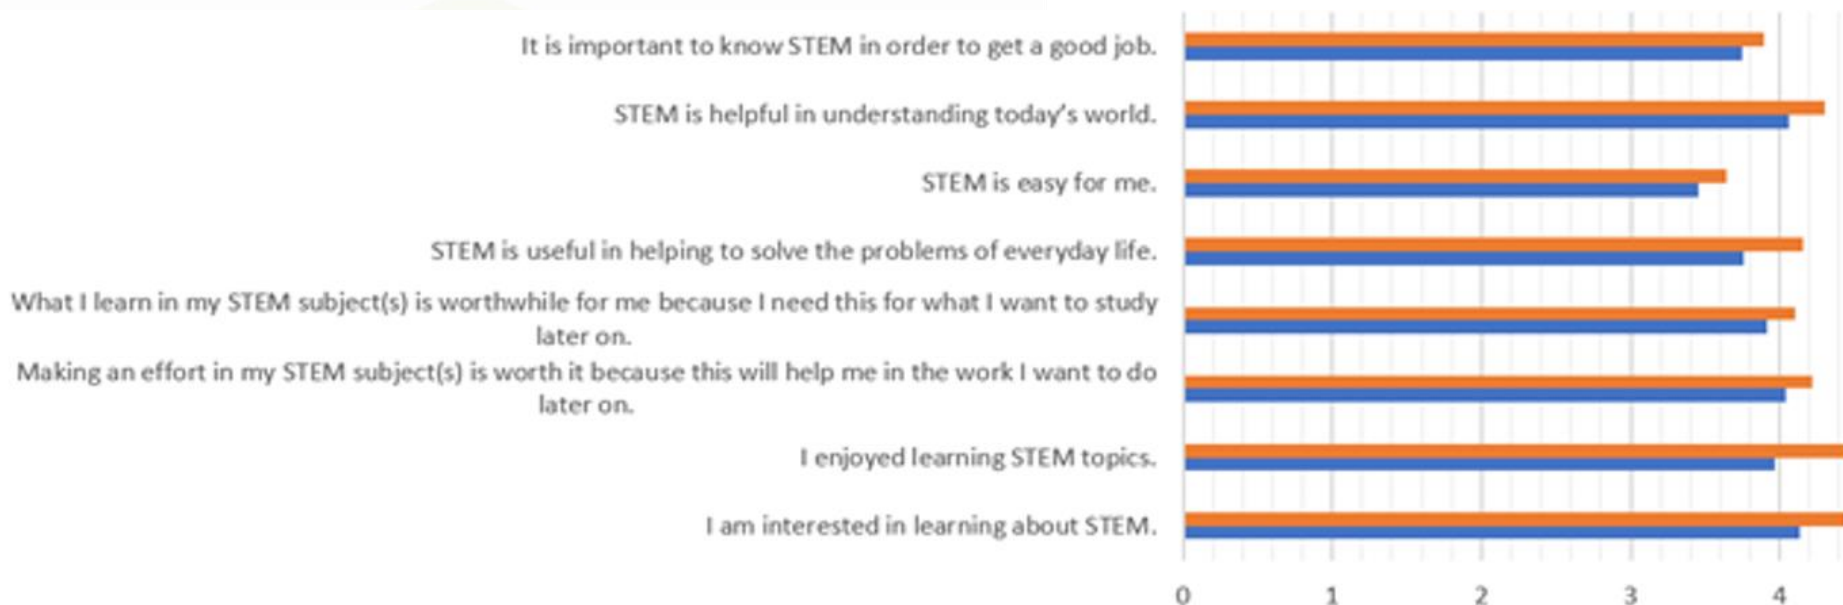 It is important to know STEM in order to get a good job.
STEM is helpful in understanding today's world.
STEM is easy for me.
STEM is useful in helping to solve the problems of everyday life.
What I learn in my STEM subject(s) is worthwhile for me because I need this for what I want to study
later on.
Making an effort in my STEM subject(s) is worth it because this will help me in the work I want to do
later on.
I enjoyed learning STEM topics.
I am interested in learning about STEM.
0 1 2 3 4